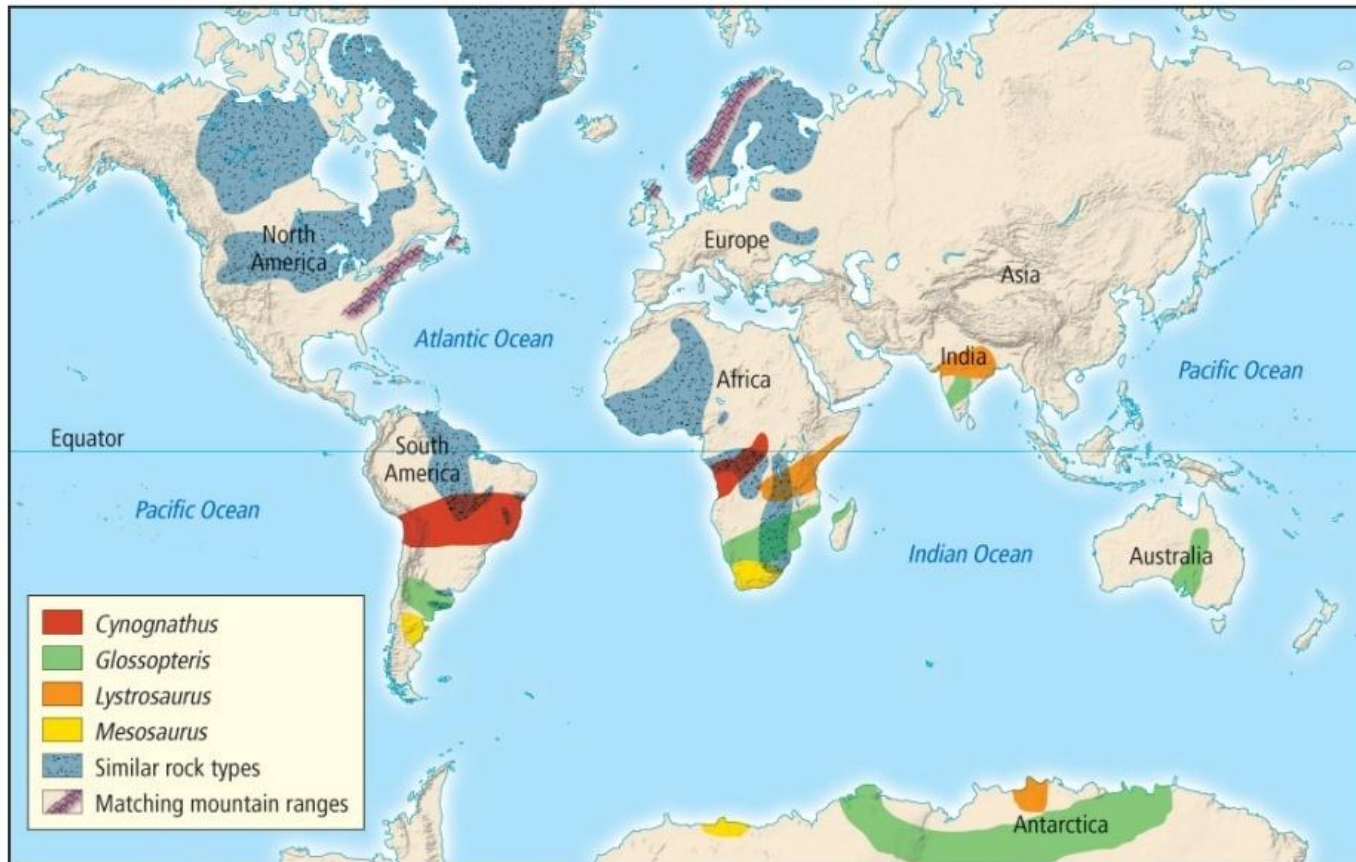 North
America
Europe
Asia
Atlantic Ocean
India
Africa
Pacific Ocean
Equator
South
America
Pacific Ocean
Indian Ocean
Australia
Cynognathus
Glossopteris
Lystrosaurus
Mesosaurus
Similar rock types
Matching mountain ranges
Antarctica